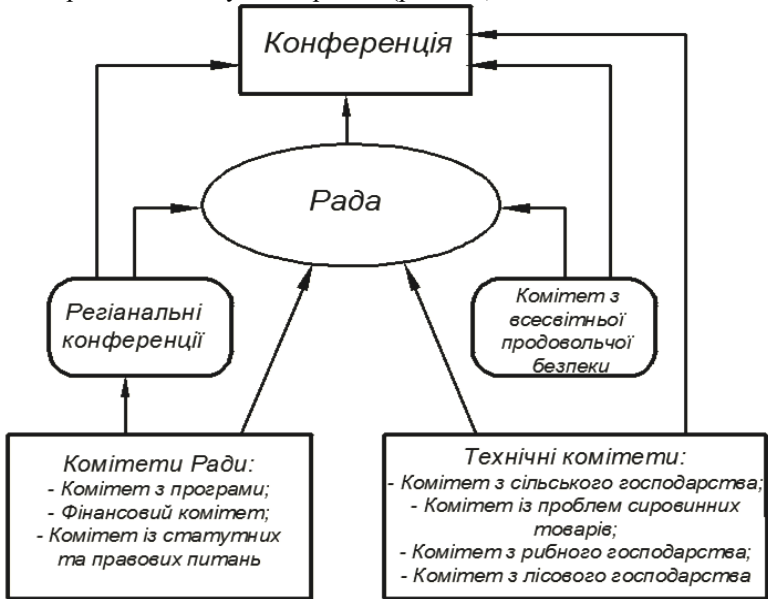 Конференція
Рада
Регіанальні
конференції
Комітет з
всесвітньої
продовольчої
безпеки
Комітети Ради:
- Комітет з програми;
- Фінансовий комітет;
- Комітет із статутних
та правових питань
Технічні комітети:
- Комітет з сільського господарства;
- Комітет із проблем сировинних
товарів;
- Комітет з рибного господарства;
- Комітет з лісового господарства